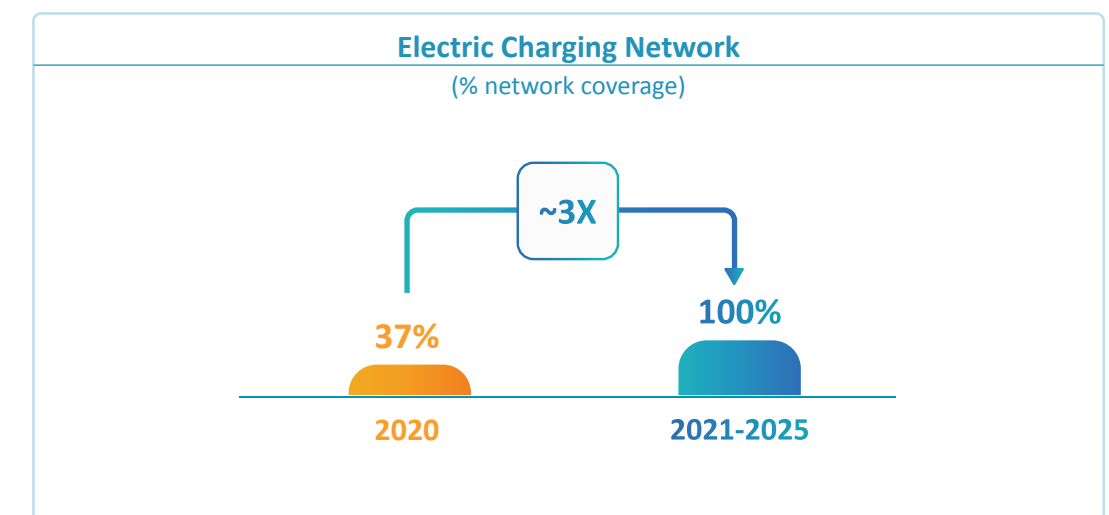 Electric Charging Network
(% network coverage)
~3X
37%
100%
2020
2021-2025